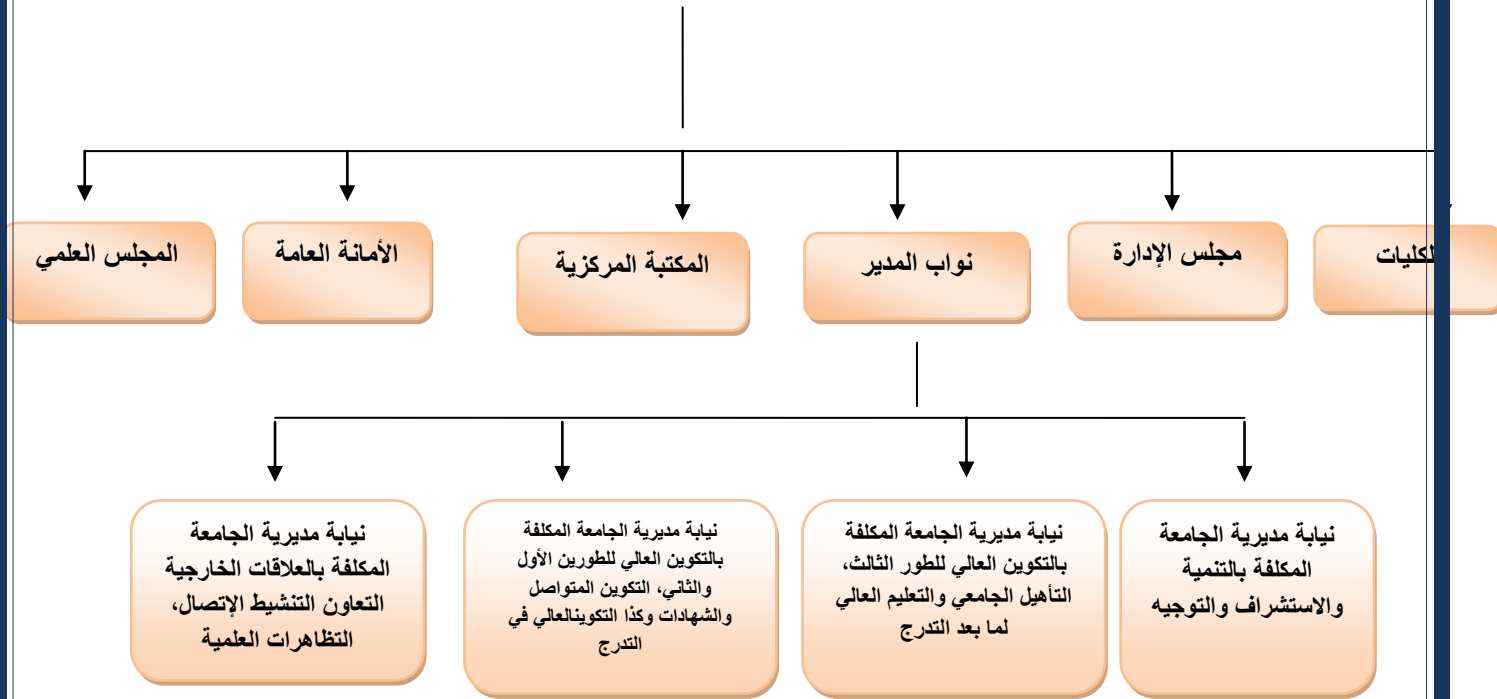 لكليات
مجلس الإدارة
نواب المدير
المكتبة المركزية
الأمانة العامة
المجلس العلمي
نيابة مديرية الجامعة
المكلفة بالتنمية
والاستشراف والتوجيه
نيابة مديرية الجامعة المكلفة
بالتكوين العالي للطور الثالث،
التأهيل الجامعي والتعليم العالي
لما بعد التدرج
نيابة مديرية الجامعة المكلفة
بالتكوين العالي للطورين الأول
والثاني، التكوين المتواصل
والشهادات وكذا التكوينالعالي في
التدرج
نيابة مديرية الجامعة
المكلفة بالعلاقات الخارجية
التعاون التنشيط الإتصال،
التظاهرات العلمية